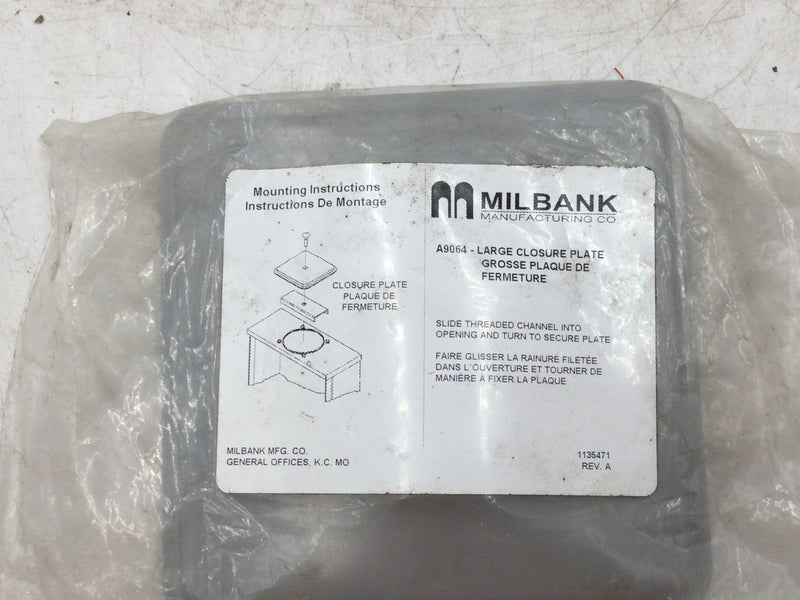 Mounting Instructions
Instructions De Montage
CLOSURE PLATE
PLAQUE DE
FERMETURE
MILBANK MFG. CO.
GENERAL OFFICES, K.C. MO
MILBANK
MANUFACTURING CO
A9064 - LARGE CLOSURE PLATE
GROSSE PLAQUE DE
FERMETURE
SLIDE THREADED CHANNEL INTO
OPENING AND TURN TO SECURE PLATE
FAIRE GLISSER LA RAINURE FILETÉE
DANS L'OUVERTURE ET TOURNER DE
MANIÈRE À FIXER LA PLAQUE
1135471
REV. A